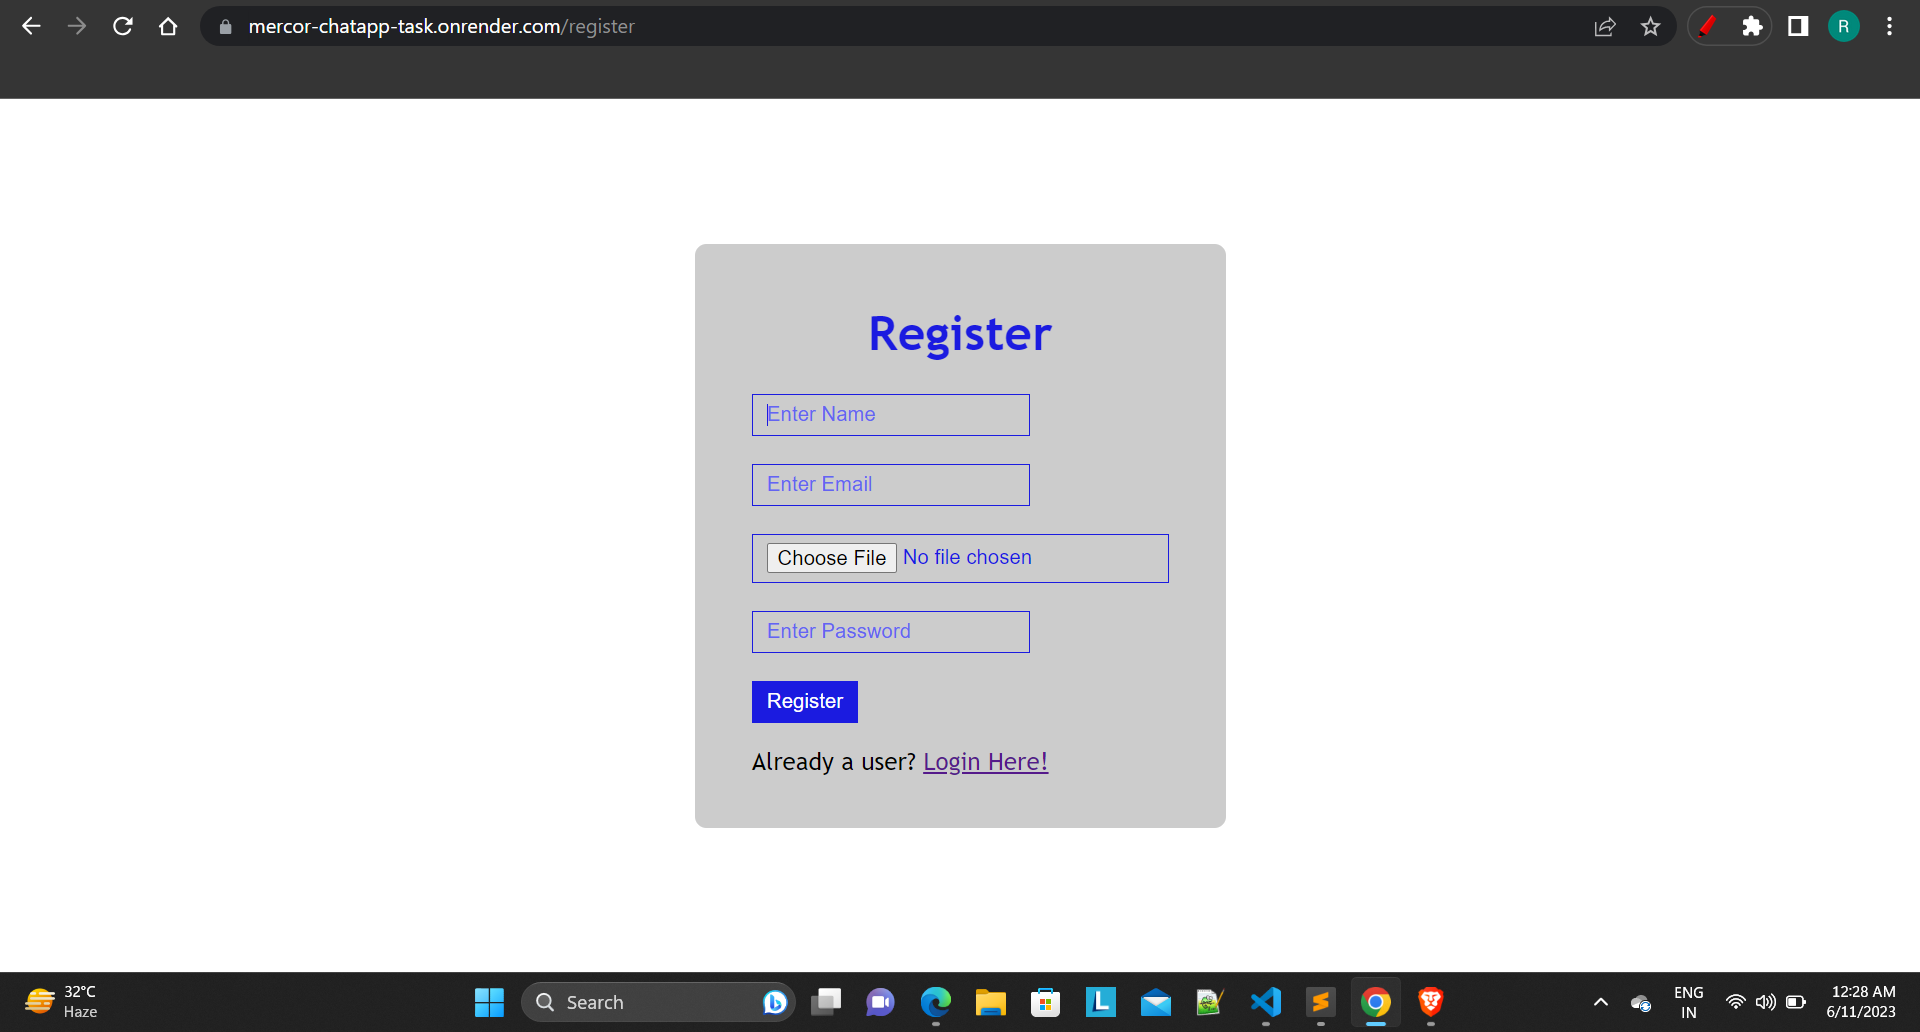 mercor-chatapp-task.onrender.com/register
R
Register
Enter Name
Enter Email
Choose File No file chosen
Enter Password
Register
Already a user? Login Here!
32°C
Haze
Search
L
ENG
IN
12:28 AM
6/11/2023